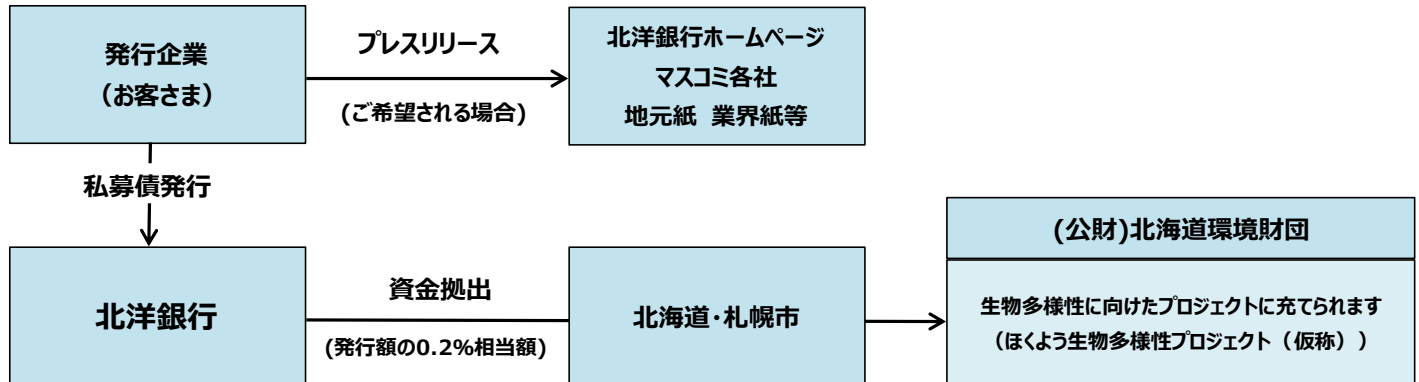 発行企業
（お客さま）
プレスリリース
(ご希望される場合)
北洋銀行ホームページ
マスコミ各社
地元紙 業界紙等
私募債発行
北洋銀行
資金拠出
(発行額の0.2%相当額)
北海道･札幌市
(公財)北海道環境財団
生物多様性に向けたプロジェクトに充てられます
（ほくよう生物多様性プロジェクト（仮称））